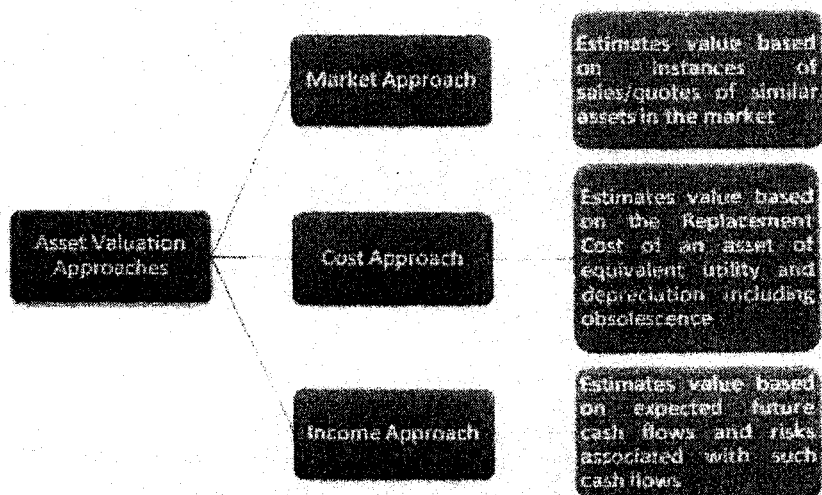 Market Approach
Estimates value based
on instances of
sales/quotes of similar
assets in the market
Asset Valuation
Approaches
Cost Approach
Estimates value based
on the Replacement
Cost of an asset of
equivalent utility and
depreciation including
obsolescence
Income Approach
Estimates value based
on expected future
cash flows and risks
associated with such
cash flows